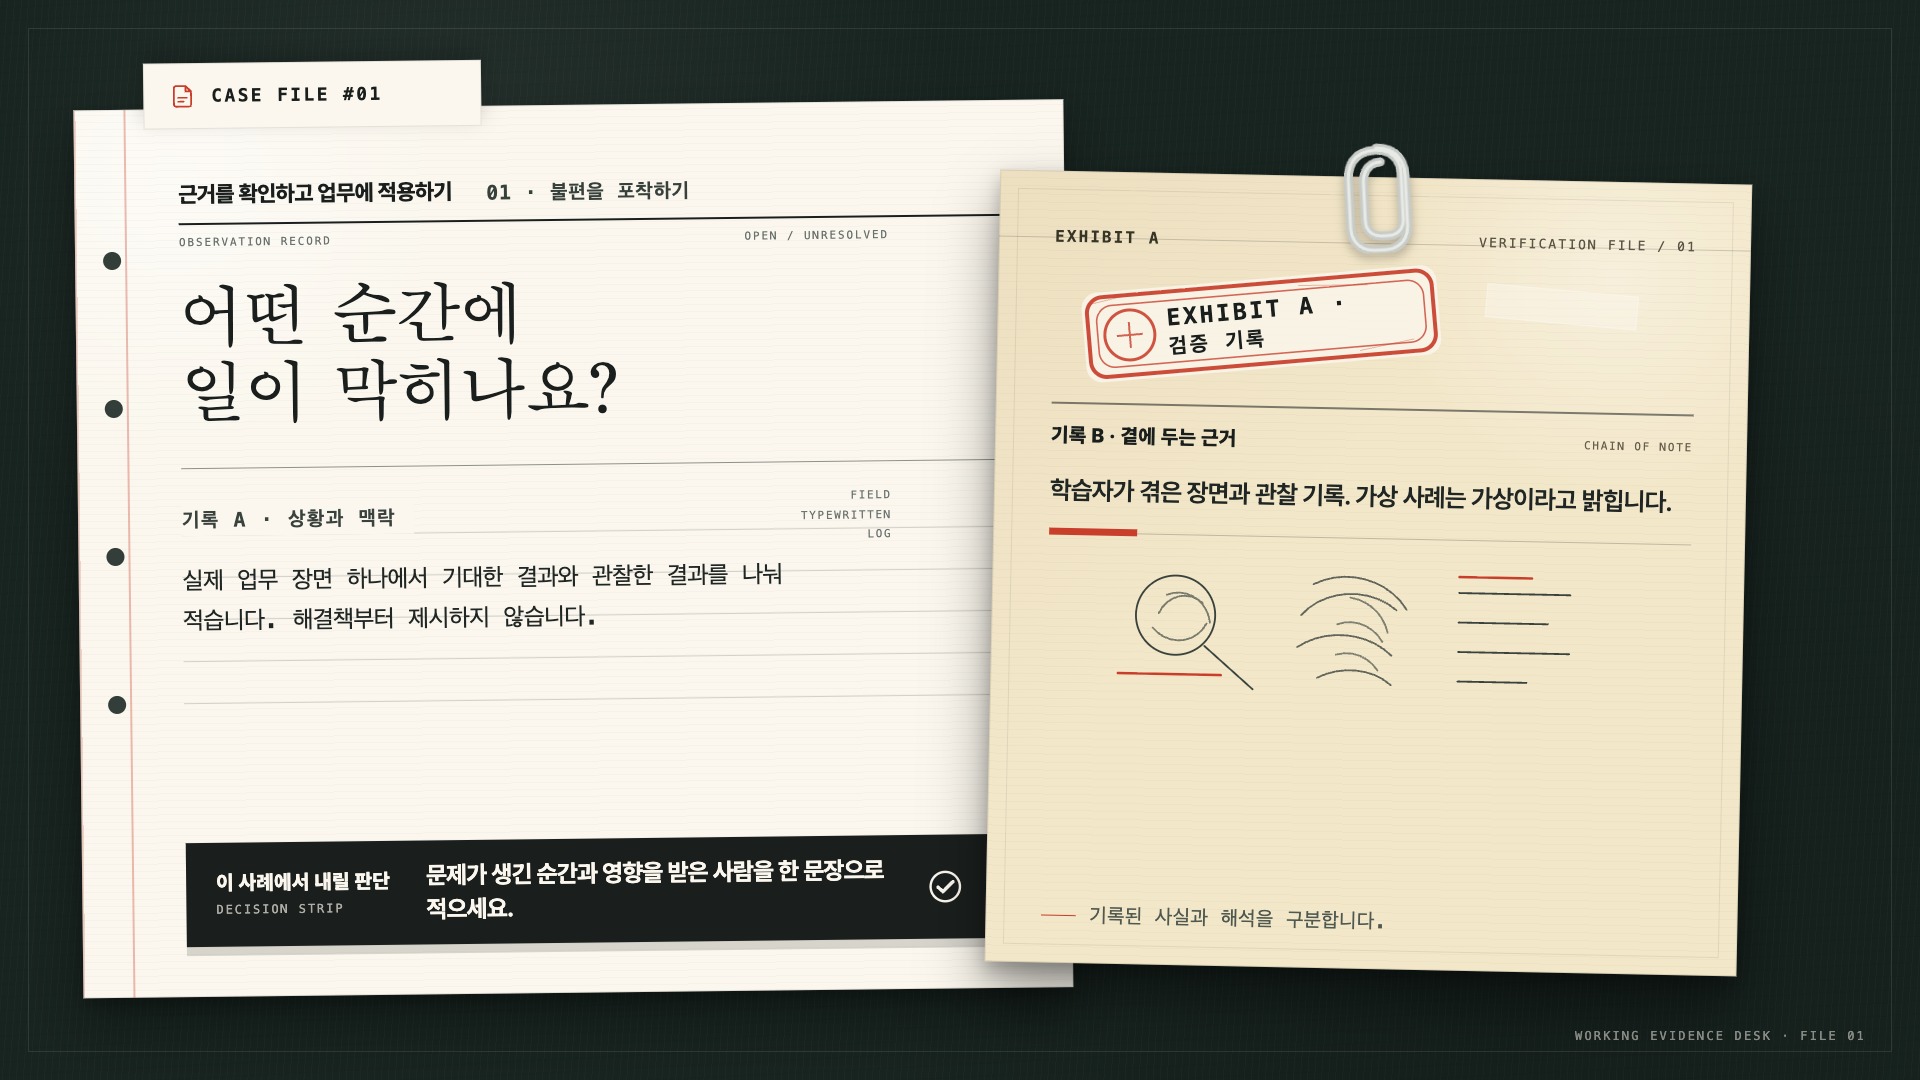 CASE FILE #01
근거를 확인하고 업무에 적용하기 01 · 불편을 포착하기
OBSERVATION RECORD
OPEN / UNRESOLVED
어떤 순간에
일이 막히나요?
기록 A · 상황과 맥락
FIELD
TYPEWRITTEN
LOG
실제 업무 장면 하나에서 기대한 결과와 관찰한 결과를 나눠
적습니다. 해결책부터 제시하지 않습니다.
이 사례에서 내릴 판단
DECISION STRIP
문제가 생긴 순간과 영향을 받은 사람을 한 문장으로
적으세요.
EXHIBIT A
VERIFICATION FILE / 01
EXHIBIT A ·
검증 기록
기록 B · 곁에 두는 근거
CHAIN OF NOTE
학습자가 겪은 장면과 관찰 기록. 가상 사례는 가상이라고 밝힙니다.
기록된 사실과 해석을 구분합니다.
WORKING EVIDENCE DESK · FILE 01